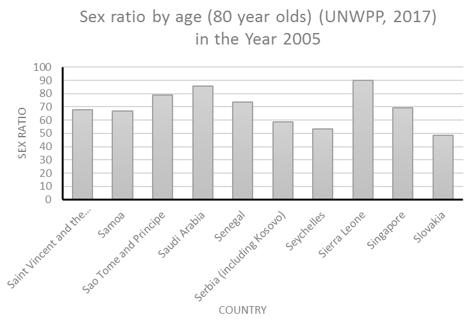 Sex ratio by age (80 year olds) (UNWPP, 2017)
in the Year 2005
100
90
80
70
60
50
40
30
20
10
0
SEX RATIO
Saint Vincent and the...
Samoa
Sao Tome and Principe
Saudi Arabia
Senegal
Serbia (including Kosovo)
Seychelles
Sierra Leone
Singapore
Slovakia
COUNTRY